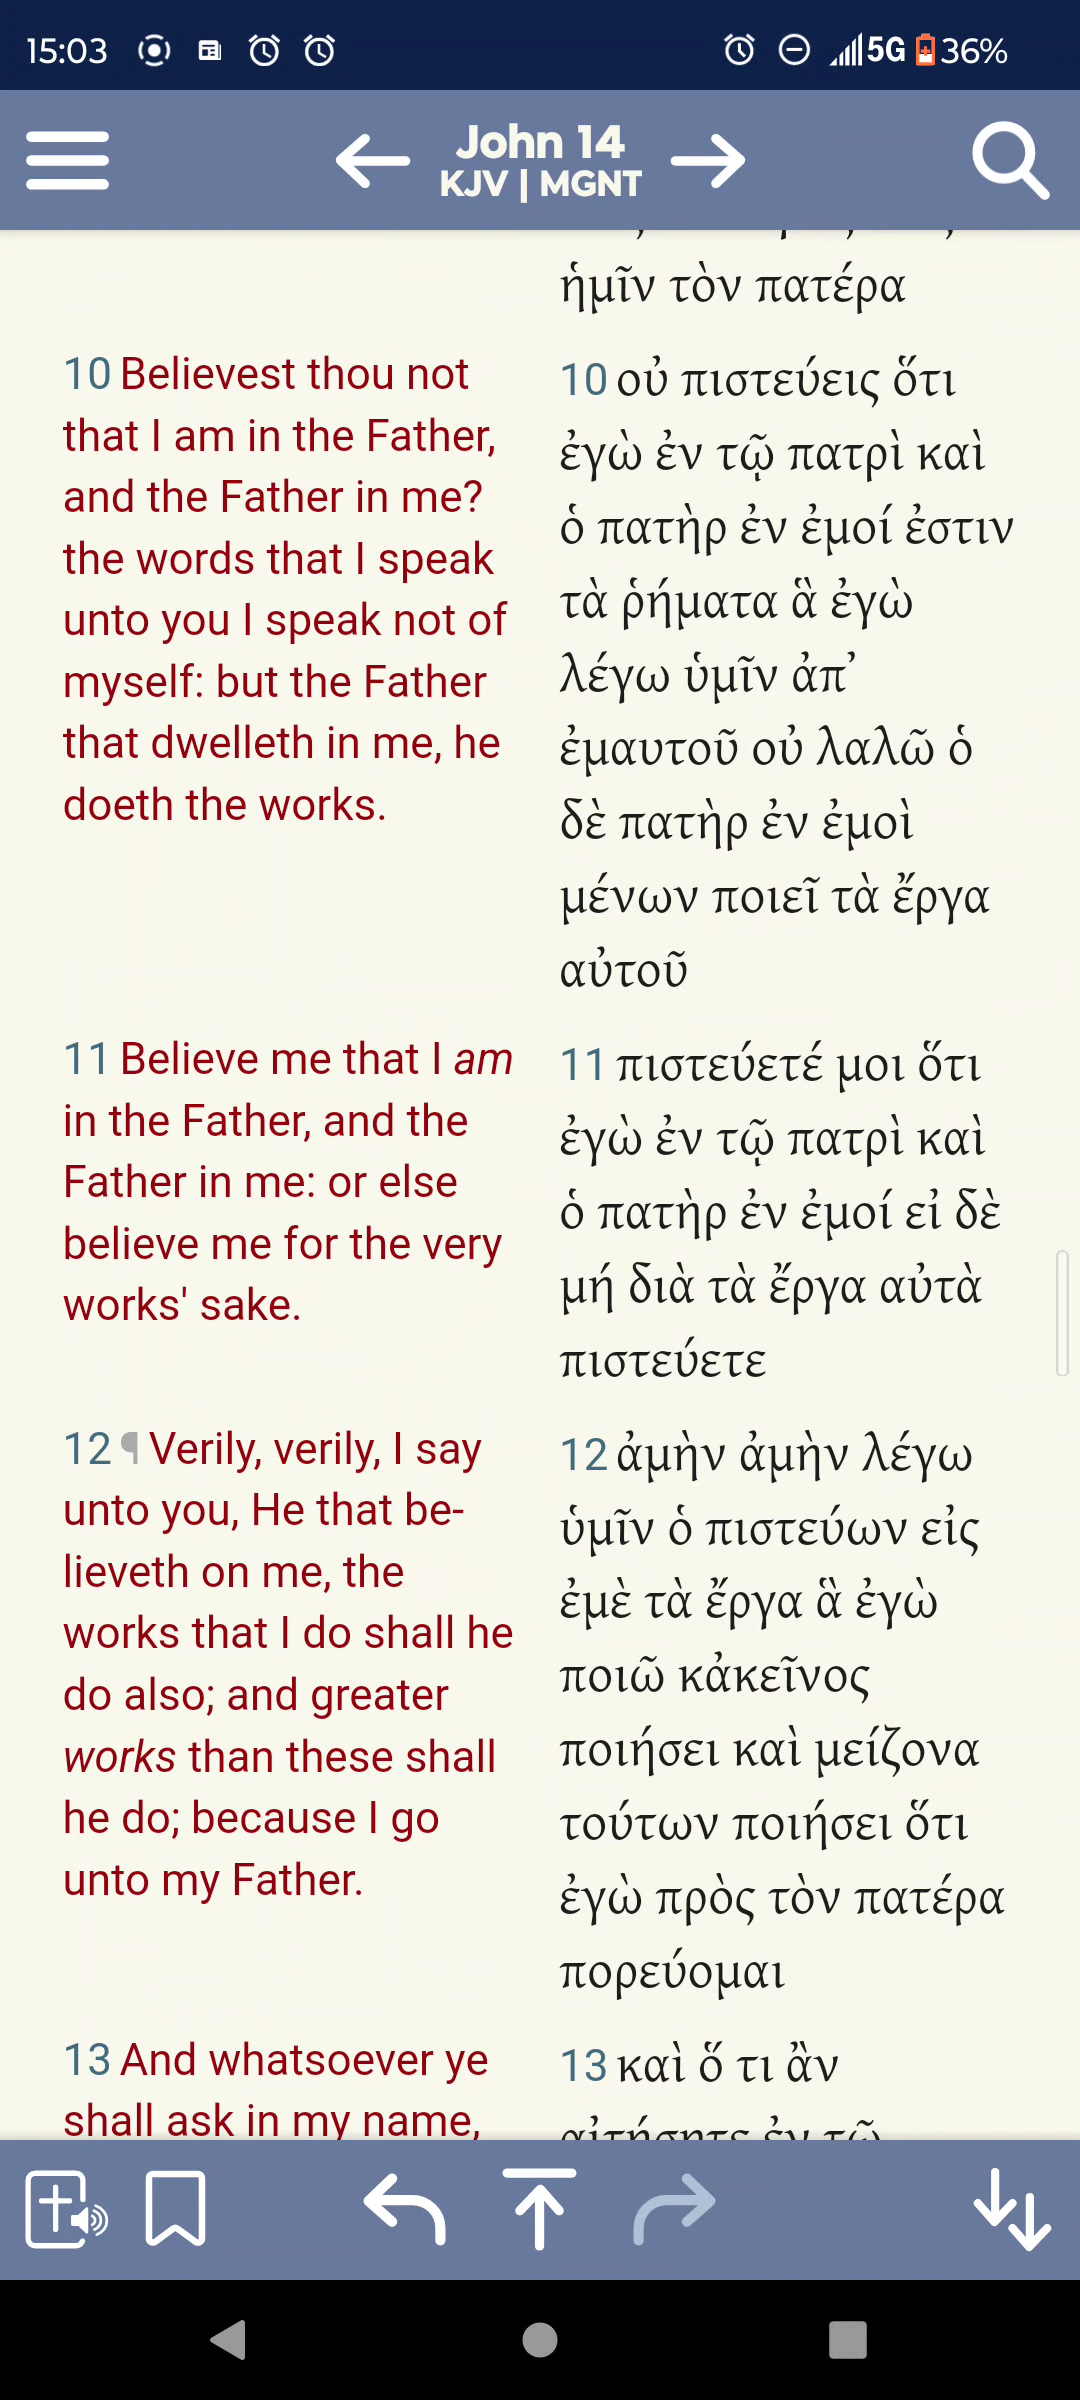 15:03
5G 36%
John 14
KJV | MGNT
ἡμῖν τὸν πατέρα
10 Believest thou not
that I am in the Father,
and the Father in me?
the words that I speak
unto you I speak not of
myself: but the Father
that dwelleth in me, he
doeth the works.
10 οὐ πιστεύεις ὅτι
ἐγὼ ἐν τῷ πατρὶ καὶ
ὁ πατὴρ ἐν ἐμοί ἐστιν
τὰ ῥήματα ἃ ἐγὼ
λέγω ὑμῖν ἀπ’
ἐμαυτοῦ οὐ λαλῶ ὁ
δὲ πατὴρ ἐν ἐμοὶ
μένων ποιεῖ τὰ ἔργα
αὐτοῦ
11 Believe me that I am
in the Father, and the
Father in me: or else
believe me for the very
works' sake.
11 πιστεύετέ μοι ὅτι
ἐγὼ ἐν τῷ πατρὶ καὶ
ὁ πατὴρ ἐν ἐμοί εἰ δὲ
μή διὰ τὰ ἔργα αὐτὰ
πιστεύετε
12 ¶ Verily, verily, I say
unto you, He that be-
lieveth on me, the
works that I do shall he
do also; and greater
works than these shall
he do; because I go
unto my Father.
12 ἀμὴν ἀμὴν λέγω
ὑμῖν ὁ πιστεύων εἰς
ἐμὲ τὰ ἔργα ἃ ἐγὼ
ποιῶ κἀκεῖνος
ποιήσει καὶ μείζονα
τούτων ποιήσει ὅτι
ἐγὼ πρὸς τὸν πατέρα
πορεύομαι
13 And whatsoever ye
shall ask in my name,
13 καὶ ὅ τι ἂν
αἰτήσητε ἐν τῷ